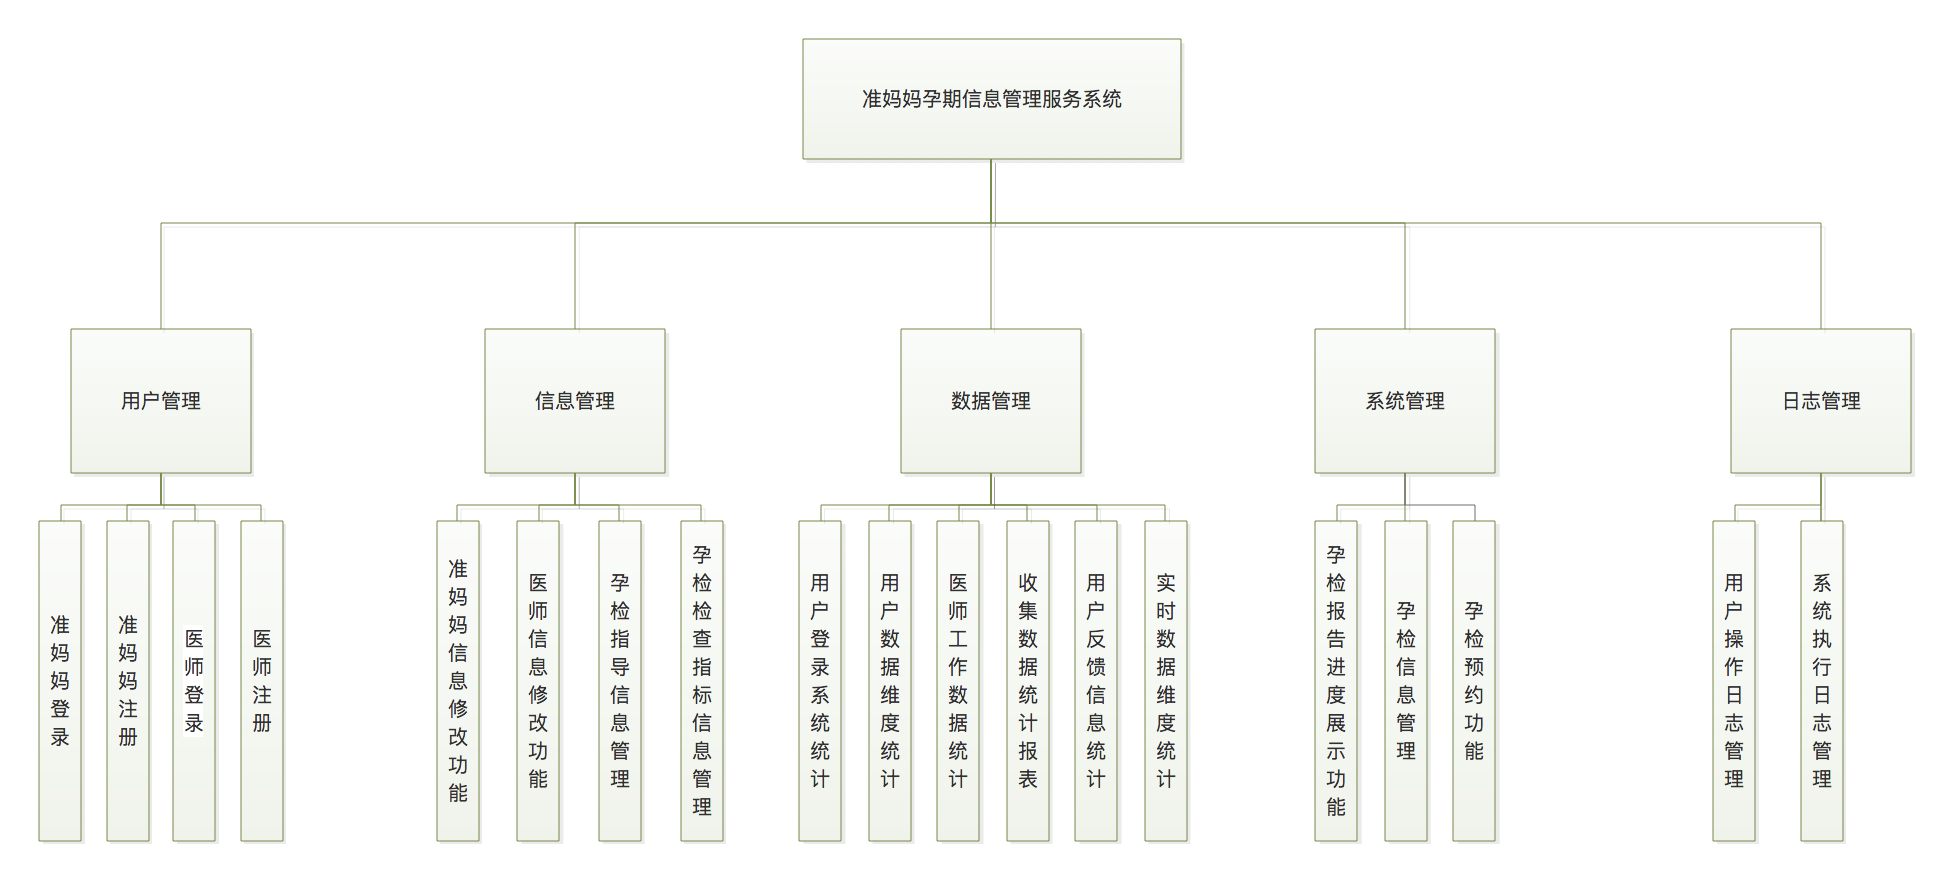 准妈妈孕期信息管理服务系统
用户管理
信息管理
数据管理
系统管理
日志管理
准妈妈登录
准妈妈注册
医师登录
医师注册
准妈妈信息修改功能
医师信息修改功能
孕检指导信息管理
孕检检查指标信息管理
用户登录系统统计
用户数据维度统计
医师工作数据统计
收集数据统计报表
用户反馈信息统计
实时数据维度统计
孕检报告进度展示功能
孕检信息管理
孕检预约功能
用户操作日志管理
系统执行日志管理